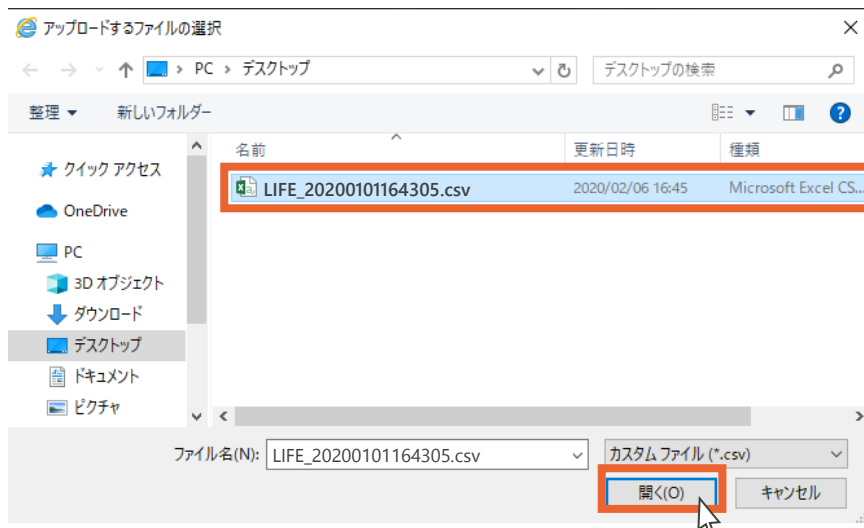 アップロードするファイルの選択
PC > デスクトップ
デスクトップの検索
整理
新しいフォルダー
名前 更新日時 種類
LIFE_20200101164305.csv 2020/02/06 16:45 Microsoft Excel CS...
クイック アクセス
OneDrive
PC
3D オブジェクト
ダウンロード
デスクトップ
ドキュメント
ピクチャ
ファイル名(N): LIFE_20200101164305.csv カスタム ファイル (*.csv)
開く(O) キャンセル